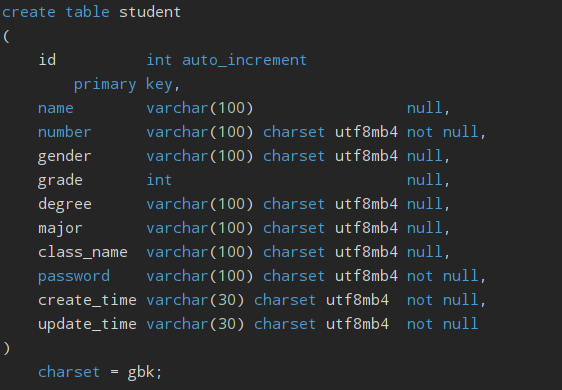 create table student
(
    id          int auto_increment
        primary key,
    name        varchar(100)                 null,
    number      varchar(100) charset utf8mb4 not null,
    gender      varchar(100) charset utf8mb4 null,
    grade       int                          null,
    degree      varchar(100) charset utf8mb4 null,
    major       varchar(100) charset utf8mb4 null,
    class_name  varchar(100) charset utf8mb4 null,
    password    varchar(100) charset utf8mb4 not null,
    create_time varchar(30) charset utf8mb4  not null,
    update_time varchar(30) charset utf8mb4  not null
)
    charset = gbk;